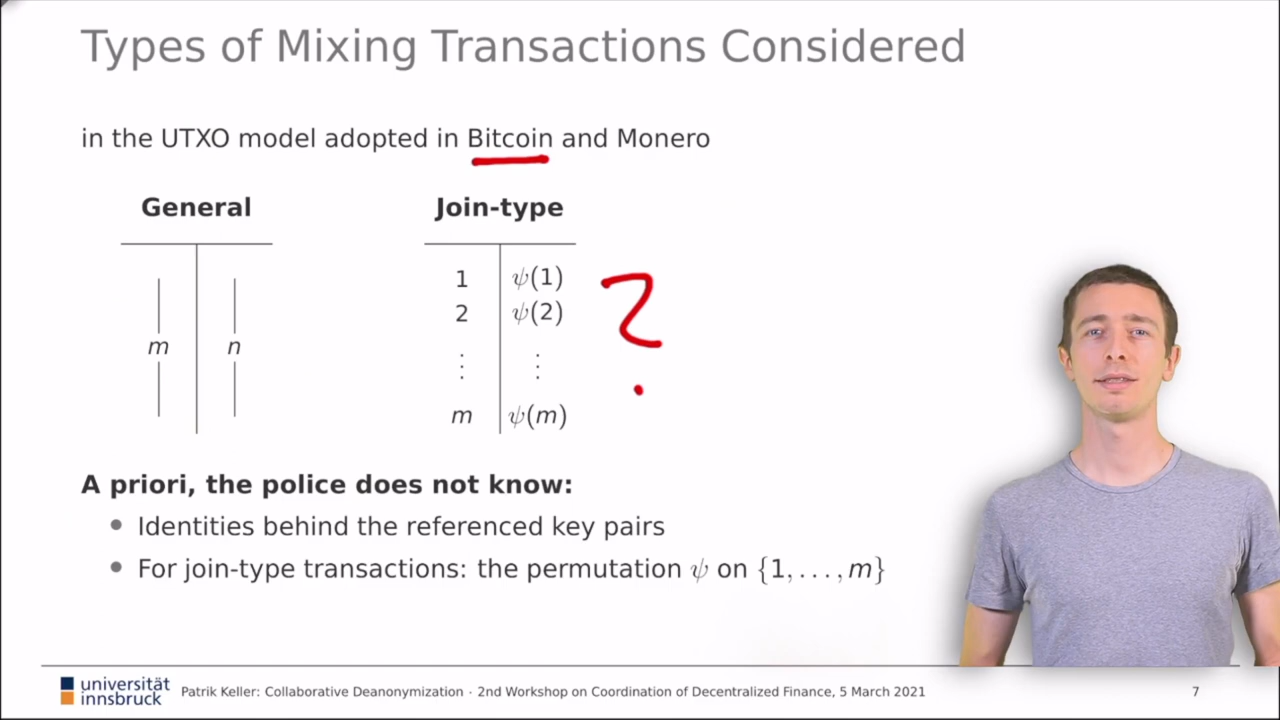 Types of Mixing Transactions Considered
in the UTXO model adopted in Bitcoin and Monero
General
m n
Join-type
1 ψ(1)
2 ψ(2)
⋮ ⋮
m ψ(m)
?
A priori, the police does not know:
• Identities behind the referenced key pairs
• For join-type transactions: the permutation ψ on {1, . . . , m}
universität
innsbruck
Patrik Keller: Collaborative Deanonymization · 2nd Workshop on Coordination of Decentralized Finance, 5 March 2021
7